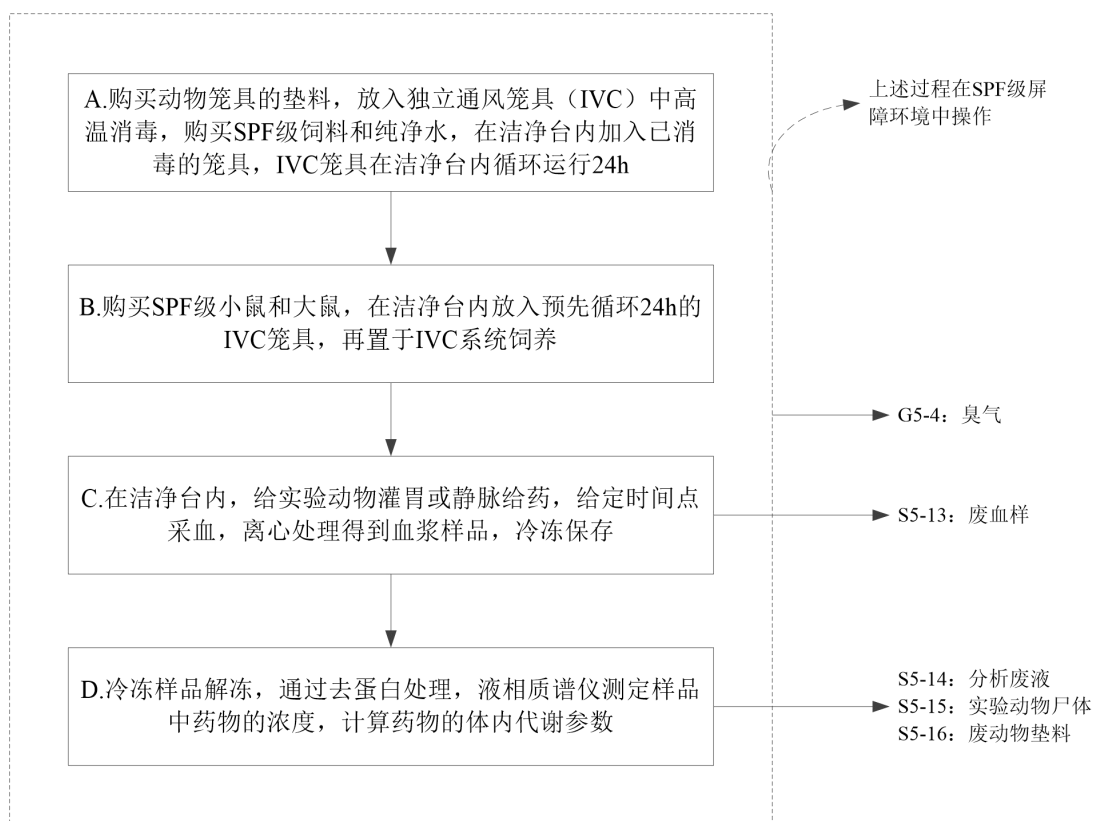 A.购买动物笼具的垫料，放入独立通风笼具（IVC）中高
温消毒，购买SPF级饲料和纯净水，在洁净台内加入已消
毒的笼具，IVC笼具在洁净台内循环运行24h
上述过程在SPF级屏
障环境中操作
B.购买SPF级小鼠和大鼠，在洁净台内放入预先循环24h的
IVC笼具，再置于IVC系统饲养
G5-4：臭气
C.在洁净台内，给实验动物灌胃或静脉给药，给定时间点
采血，离心处理得到血浆样品，冷冻保存
S5-13：废血样
D.冷冻样品解冻，通过去蛋白处理，液相质谱仪测定样品
中药物的浓度，计算药物的体内代谢参数
S5-14：分析废液
S5-15：实验动物尸体
S5-16：废动物垫料